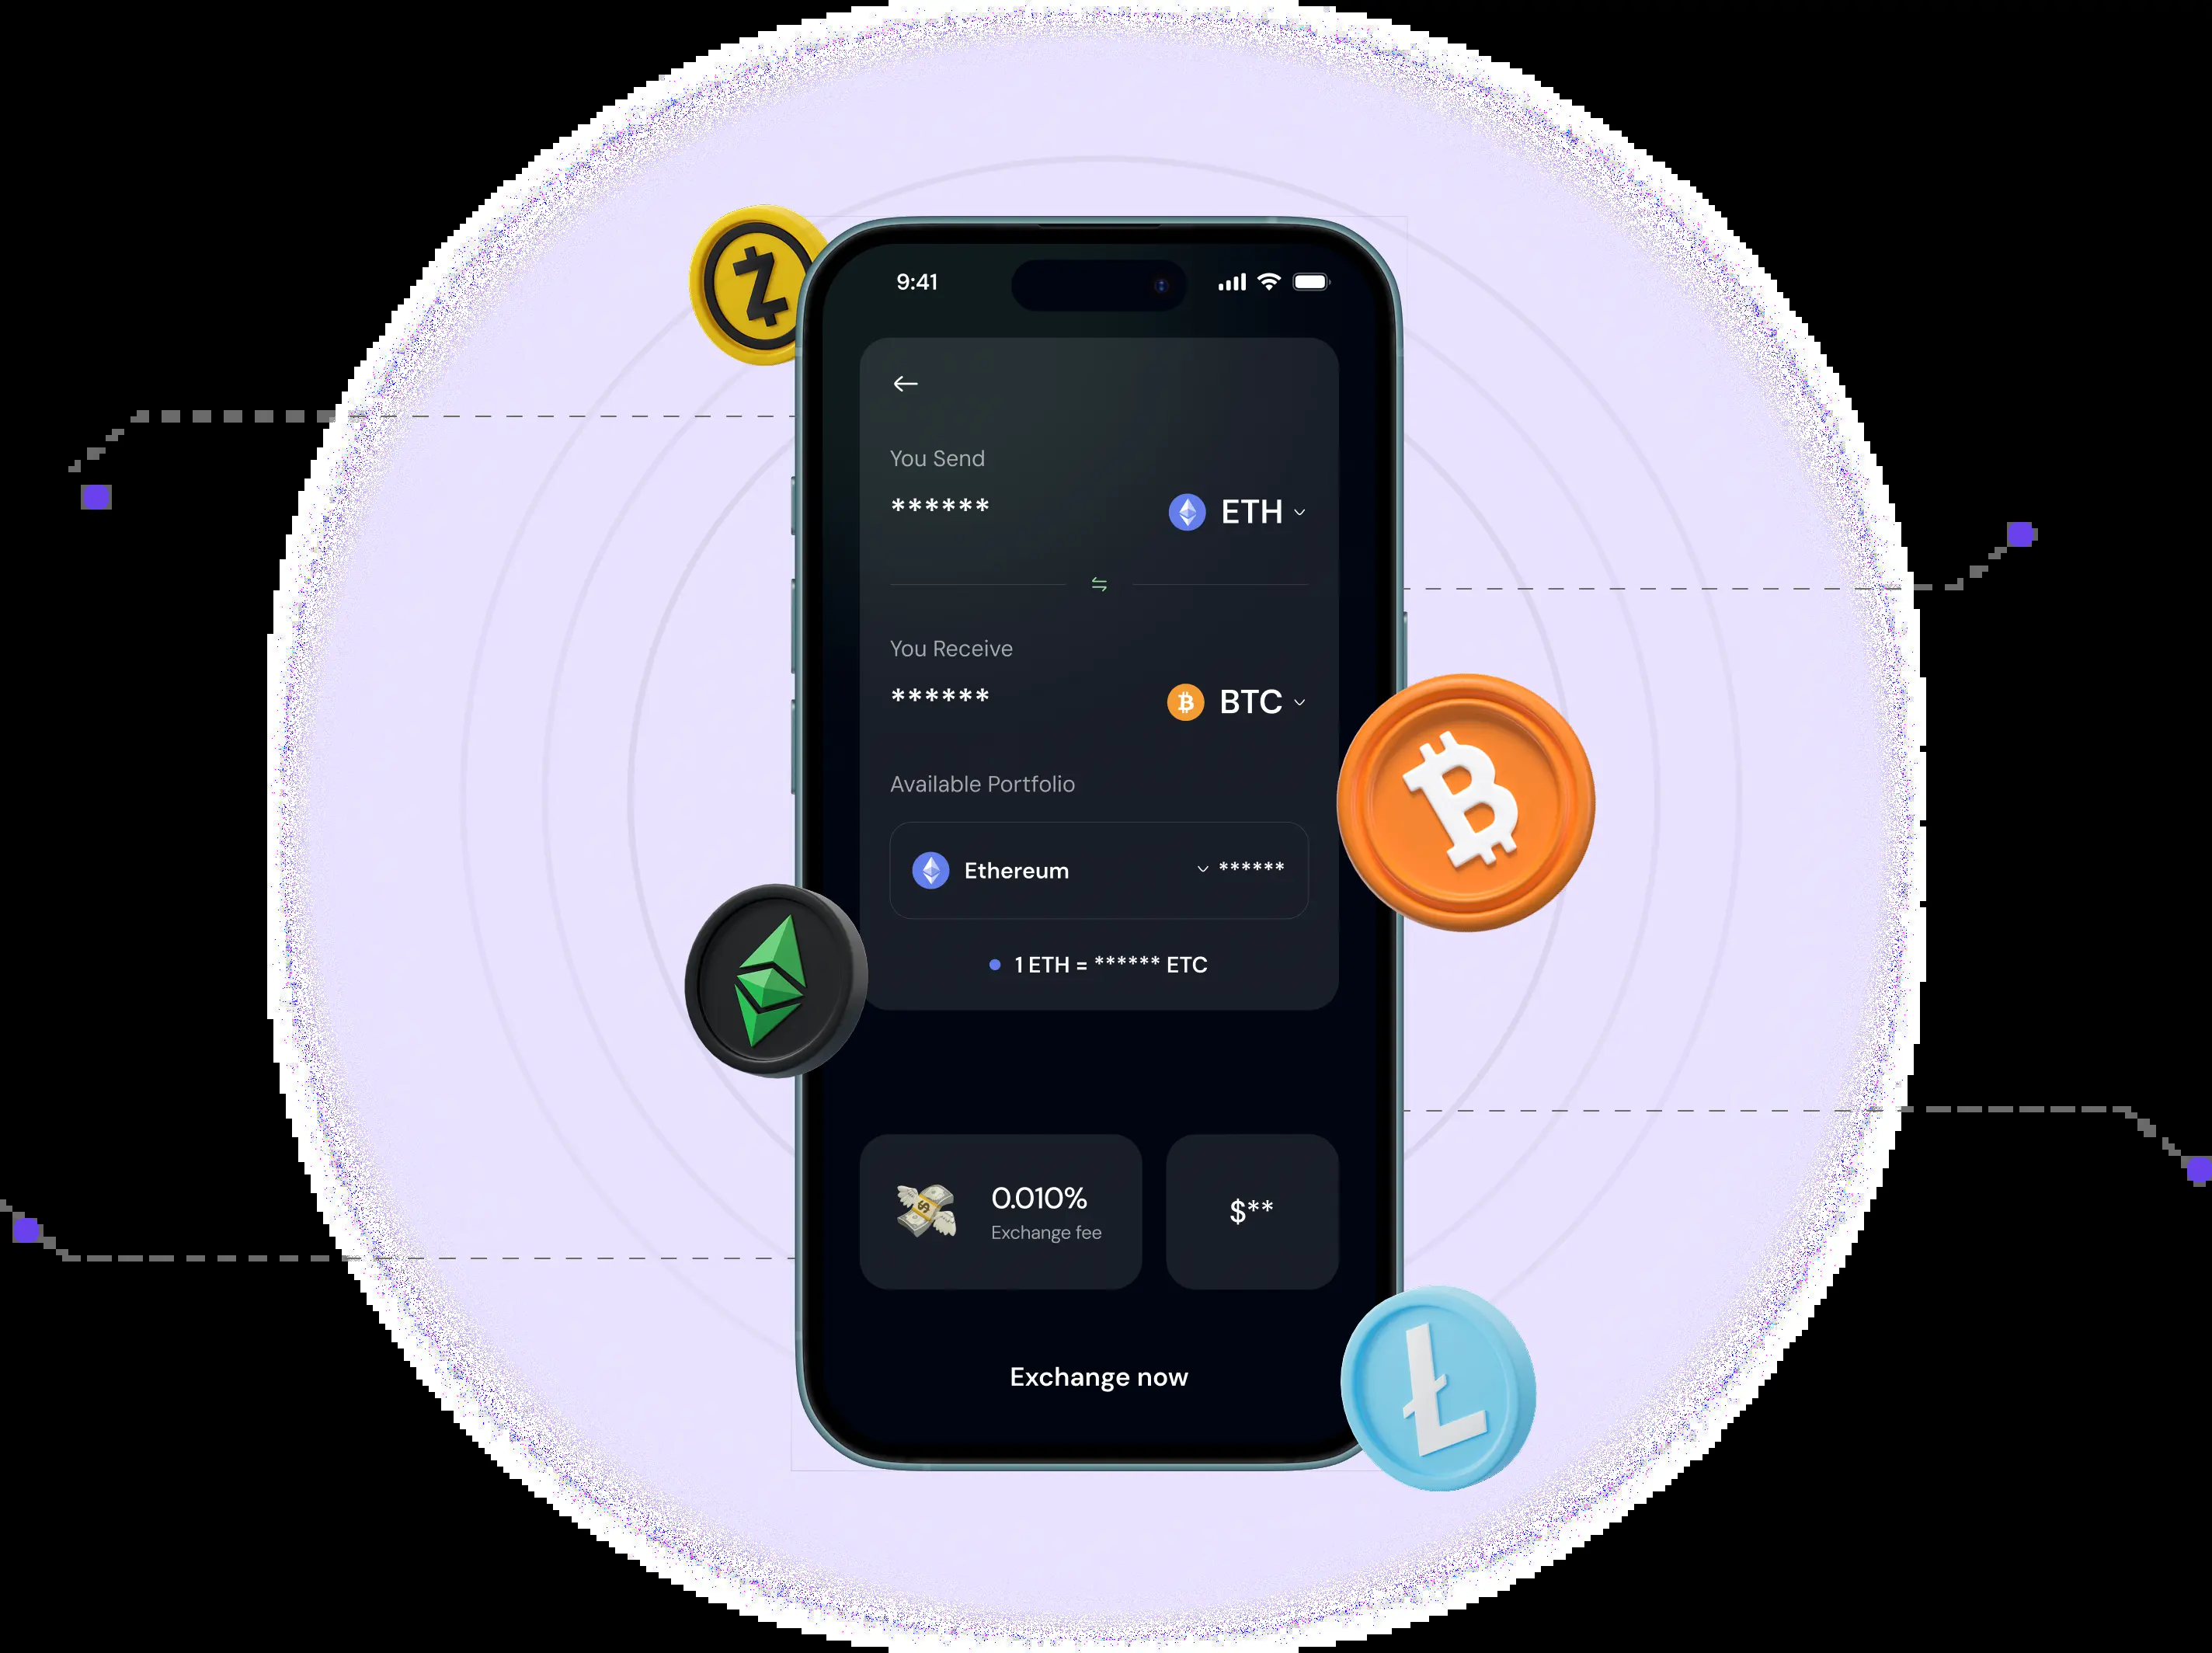 9:41
You Send
******
ETH
You Receive
******
BTC
Available Portfolio
Ethereum ******
1 ETH = ****** ETC
0.010%
Exchange fee
$**
Exchange now